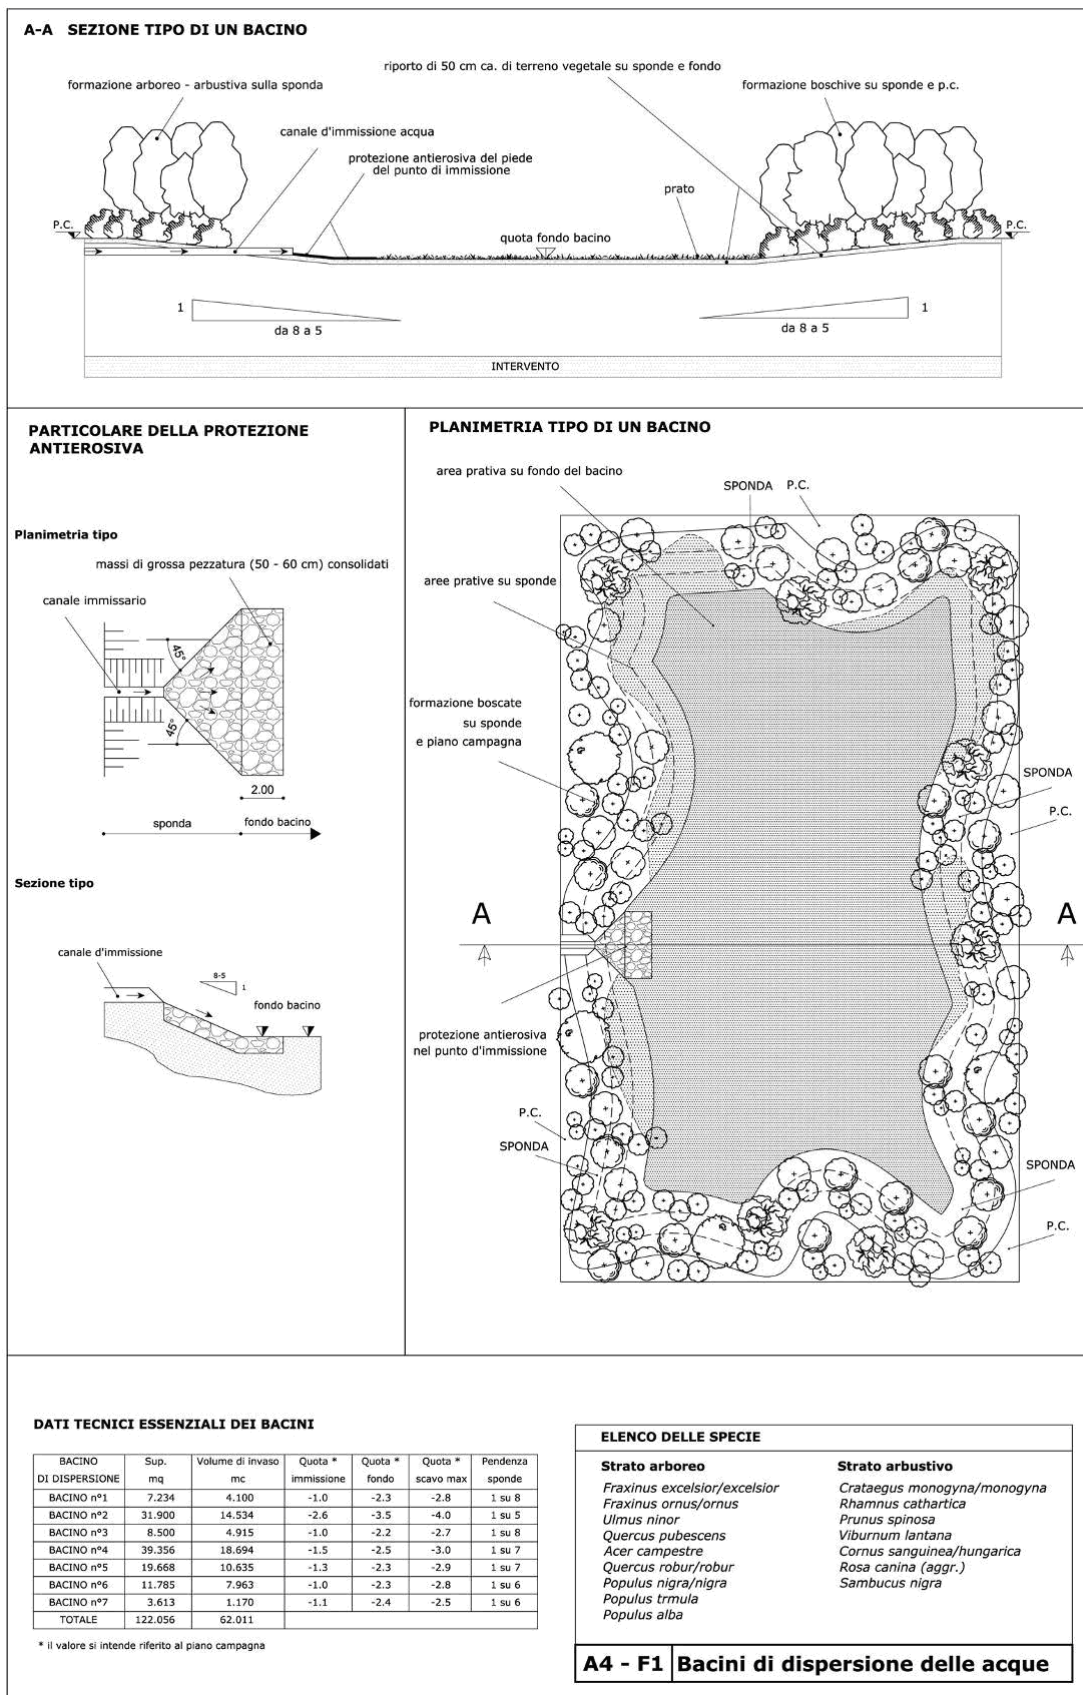 A-A SEZIONE TIPO DI UN BACINO
riporto di 50 cm ca. di terreno vegetale su sponde e fondo
formazione arboreo - arbustiva sulla sponda
formazione boschive su sponde e p.c.
canale d'immissione acqua
protezione antierosiva del piede
del punto di immissione
prato
P.C.
P.C.
quota fondo bacino
1
da 8 a 5
da 8 a 5
1
INTERVENTO
PARTICOLARE DELLA PROTEZIONE
ANTIEROSIVA
Planimetria tipo
massi di grossa pezzatura (50 - 60 cm) consolidati
canale immissario
45°
45°
2.00
sponda
fondo bacino
Sezione tipo
canale d'immissione
8-5
1
fondo bacino
PLANIMETRIA TIPO DI UN BACINO
area prativa su fondo del bacino
SPONDA
P.C.
aree prative su sponde
formazione boscate
su sponde
e piano campagna
SPONDA
P.C.
A
A
protezione antierosiva
nel punto d'immissione
P.C.
SPONDA
SPONDA
P.C.
DATI TECNICI ESSENZIALI DEI BACINI
BACINO Sup. Volume di invaso Quota * Quota * Quota * Pendenza
DI DISPERSIONE mq mc immissione fondo scavo max sponde
BACINO n°1 7.234 4.100 -1.0 -2.3 -2.8 1 su 8
BACINO n°2 31.900 14.534 -2.6 -3.5 -4.0 1 su 5
BACINO n°3 8.500 4.915 -1.0 -2.2 -2.7 1 su 8
BACINO n°4 39.356 18.694 -1.5 -2.5 -3.0 1 su 7
BACINO n°5 19.668 10.635 -1.3 -2.3 -2.9 1 su 7
BACINO n°6 11.785 7.963 -1.0 -2.3 -2.8 1 su 6
BACINO n°7 3.613 1.170 -1.1 -2.4 -2.5 1 su 6
TOTALE 122.056 62.011
* il valore si intende riferito al piano campagna
ELENCO DELLE SPECIE
Strato arboreo
Fraxinus excelsior/excelsior
Fraxinus ornus/ornus
Ulmus ninor
Quercus pubescens
Acer campestre
Quercus robur/robur
Populus nigra/nigra
Populus trmula
Populus alba
Strato arbustivo
Crataegus monogyna/monogyna
Rhamnus cathartica
Prunus spinosa
Viburnum lantana
Cornus sanguinea/hungarica
Rosa canina (aggr.)
Sambucus nigra
A4 - F1 Bacini di dispersione delle acque